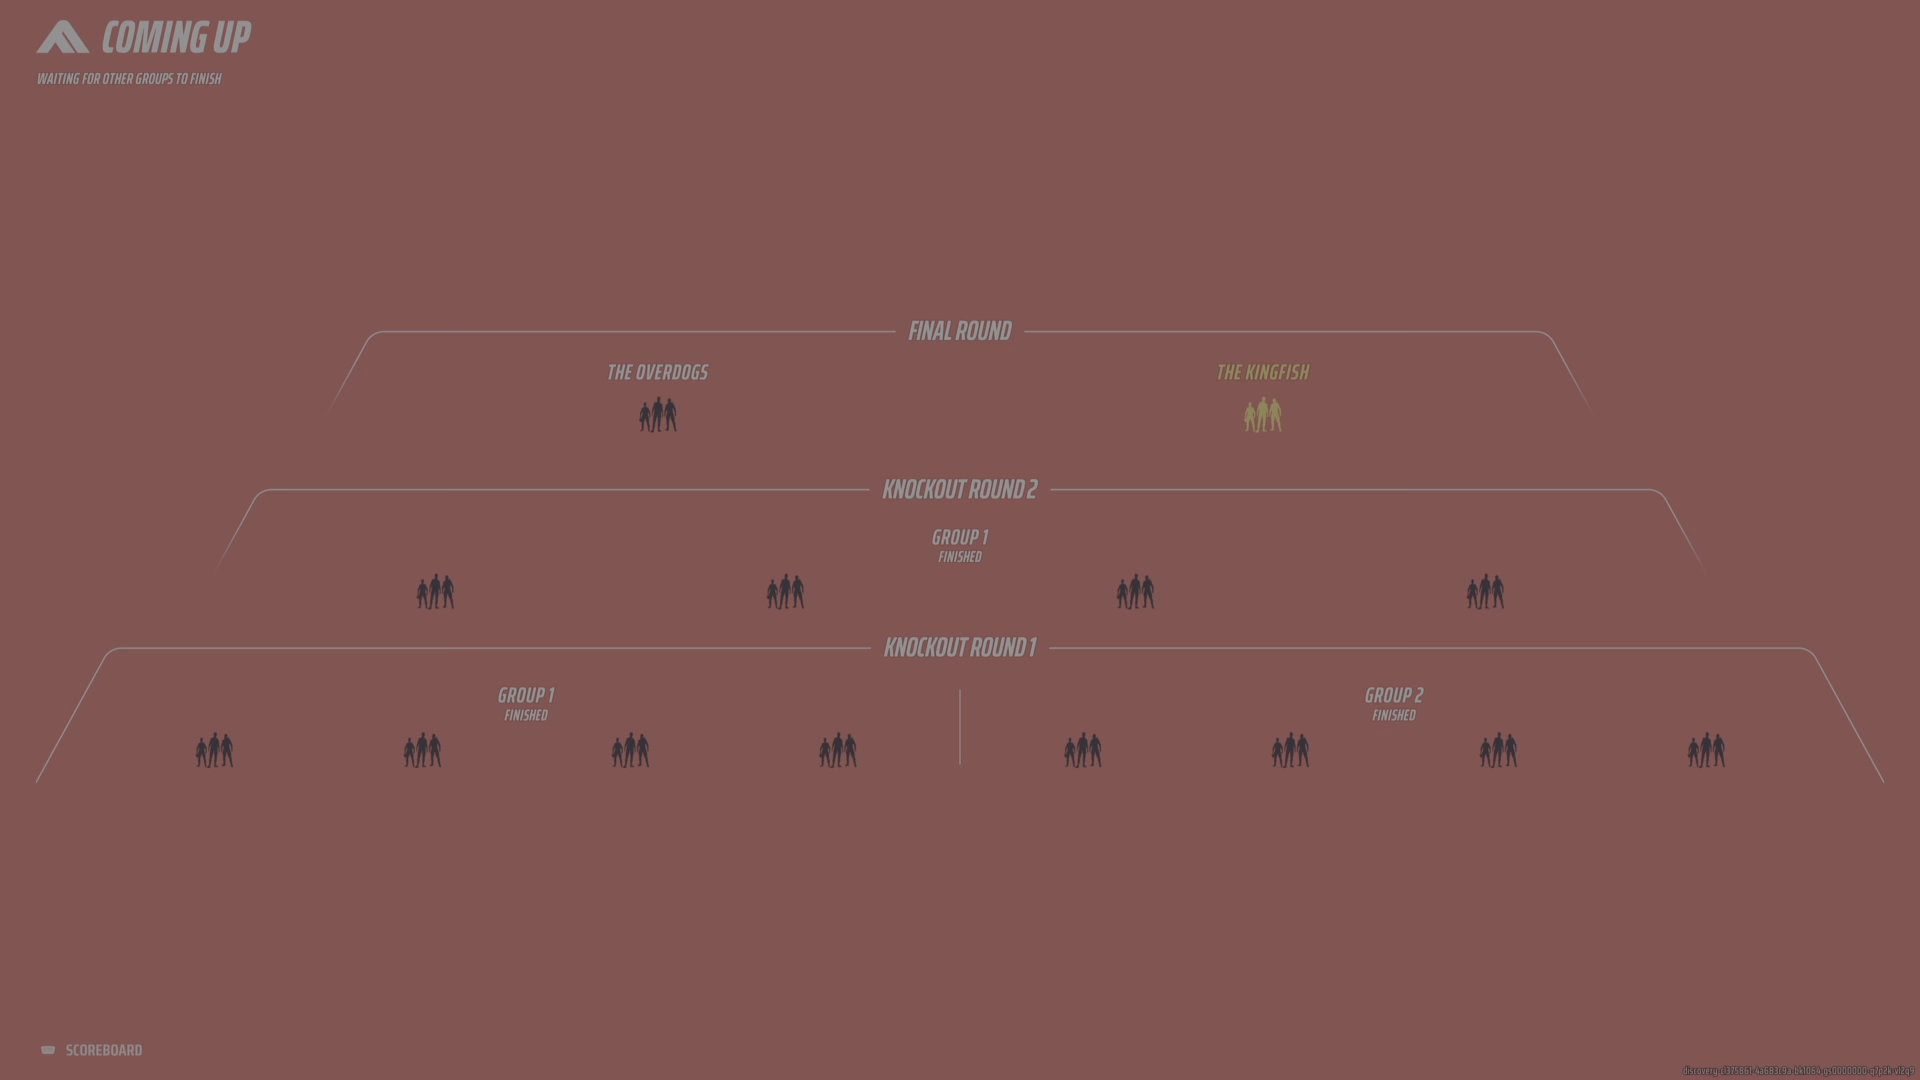 COMING UP
WAITING FOR OTHER GROUPS TO FINISH
FINAL ROUND
THE OVERDOGS
THE KINGFISH
KNOCKOUT ROUND 2
GROUP 1
FINISHED
KNOCKOUT ROUND 1
GROUP 1
FINISHED
GROUP 2
FINISHED
SCOREBOARD